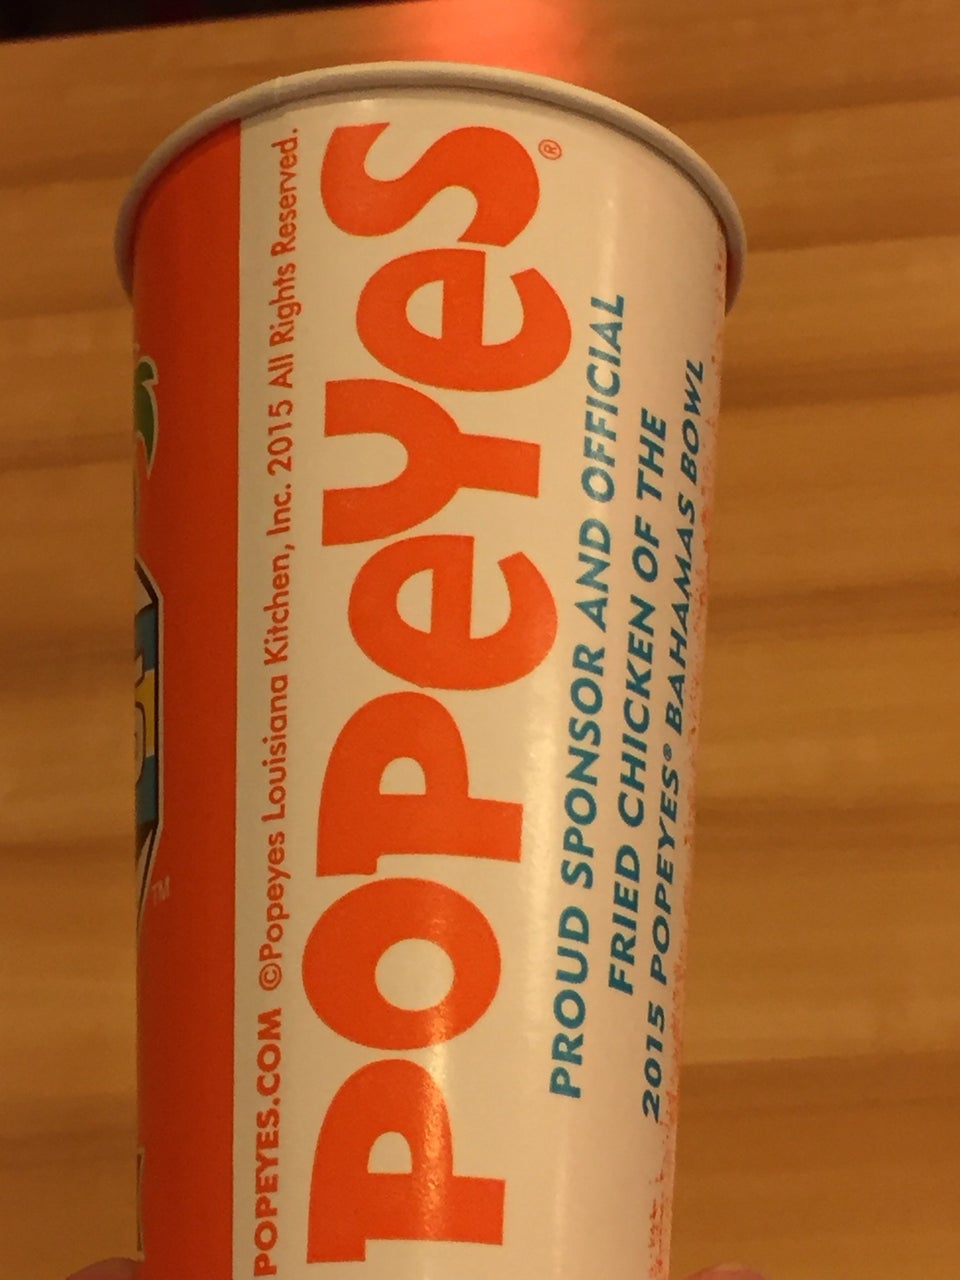 POPEYES.COM ©Popeyes Louisiana Kitchen, Inc. 2015 All Rights Reserved.
POPEYES®
PROUD SPONSOR AND OFFICIAL
FRIED CHICKEN OF THE
2015 POPEYES® BAHAMAS BOWL
TM